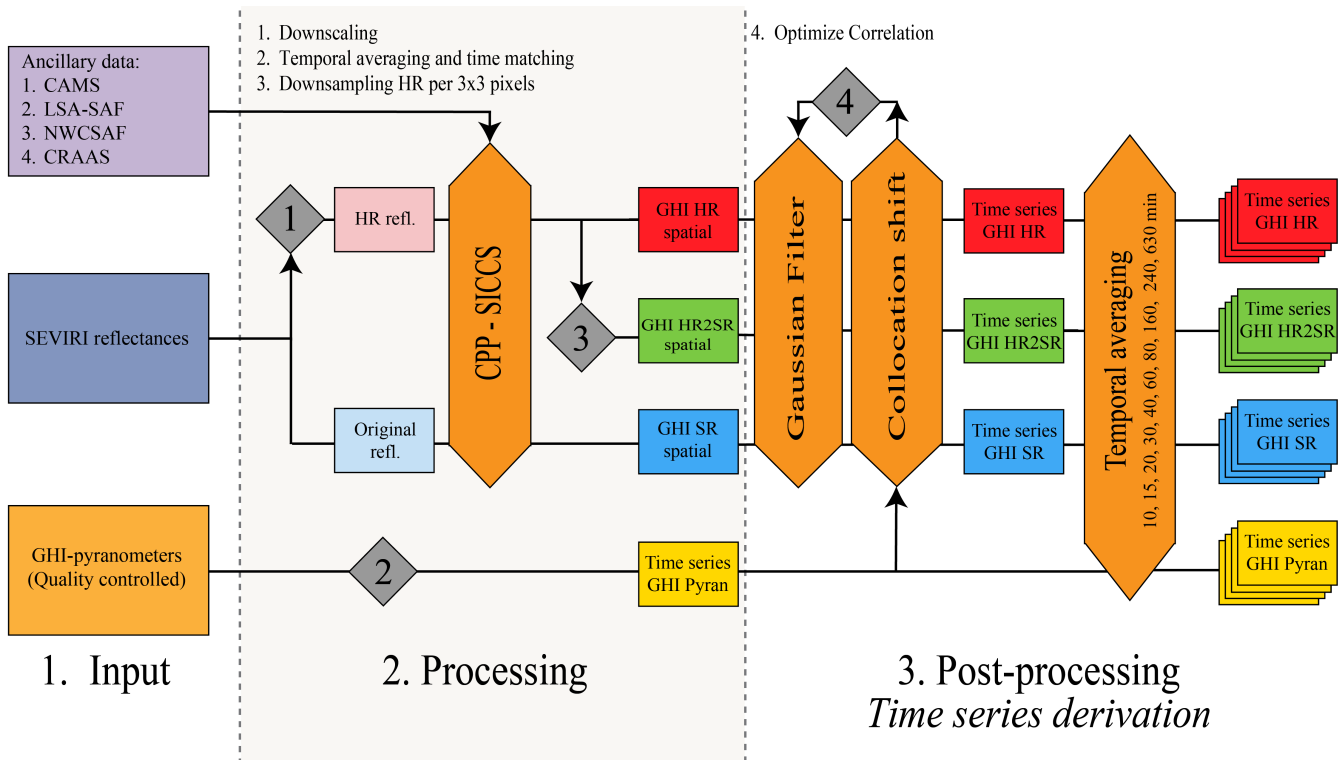 Ancillary data:
1. CAMS
2. LSA-SAF
3. NWCSAF
4. CRAAS
SEVIRI reflectances
GHI-pyranometers
(Quality controlled)
1. Input
1. Downscaling
2. Temporal averaging and time matching
3. Downsampling HR per 3x3 pixels
1
HR refl.
Original
refl.
CPP - SICCS
3
2
GHI HR
spatial
GHI HR2SR
spatial
GHI SR
spatial
Time series
GHI Pyran
2. Processing
4. Optimize Correlation
4
Gaussian Filter
Collocation shift
Time series
GHI HR
Time series
GHI HR2SR
Time series
GHI SR
Temporal averaging
10, 15, 20, 30, 40, 60, 80, 160, 240, 630 min
Time series
GHI HR
Time series
GHI HR2SR
Time series
GHI SR
Time series
GHI Pyran
3. Post-processing
Time series derivation